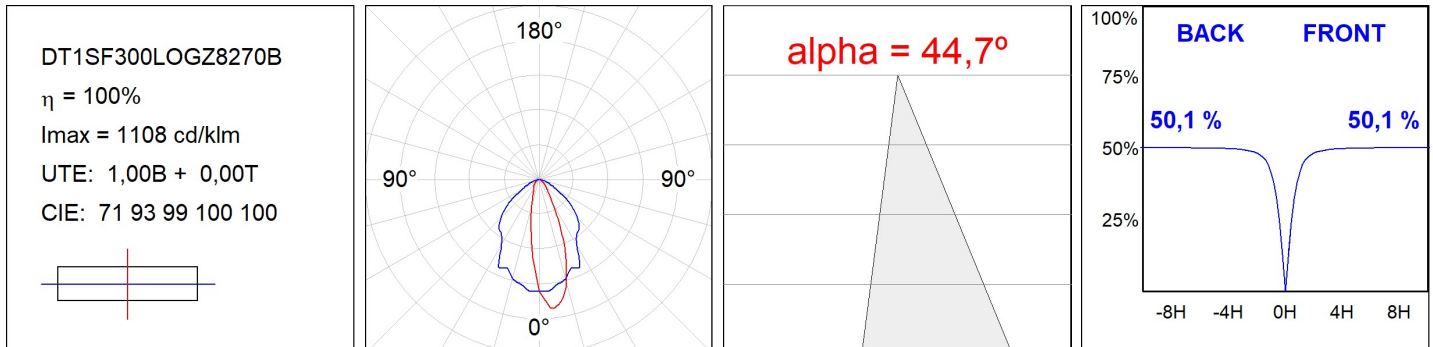 DT1SF300LOGZ8270B
η = 100%
Imax = 1108 cd/klm
UTE: 1,00B + 0,00T
CIE: 71 93 99 100 100
180°
90° 90°
0°
alpha = 44,7º
100%
BACK FRONT
75%
50,1 % 50,1 %
50%
25%
-8H -4H 0H 4H 8H